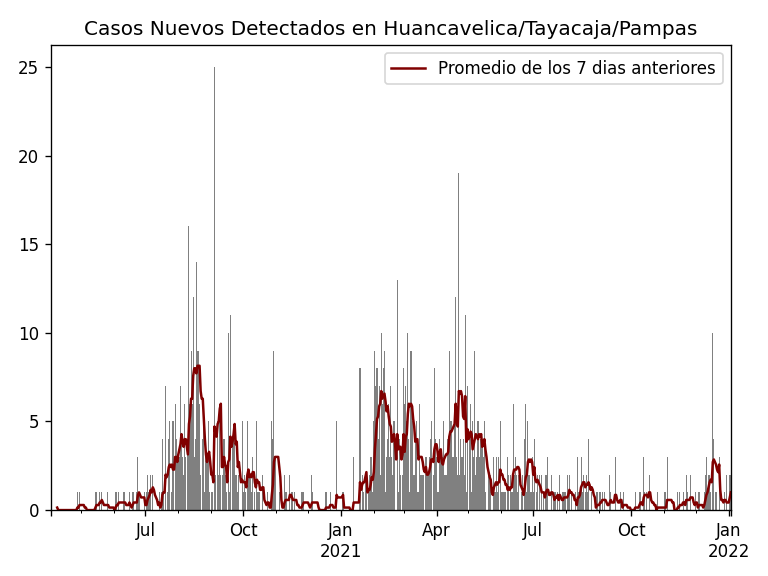 Casos Nuevos Detectados en Huancavelica/Tayacaja/Pampas
Promedio de los 7 dias anteriores
25
20
15
10
5
0
Jul
Oct
Jan
2021
Apr
Jul
Oct
Jan
2022